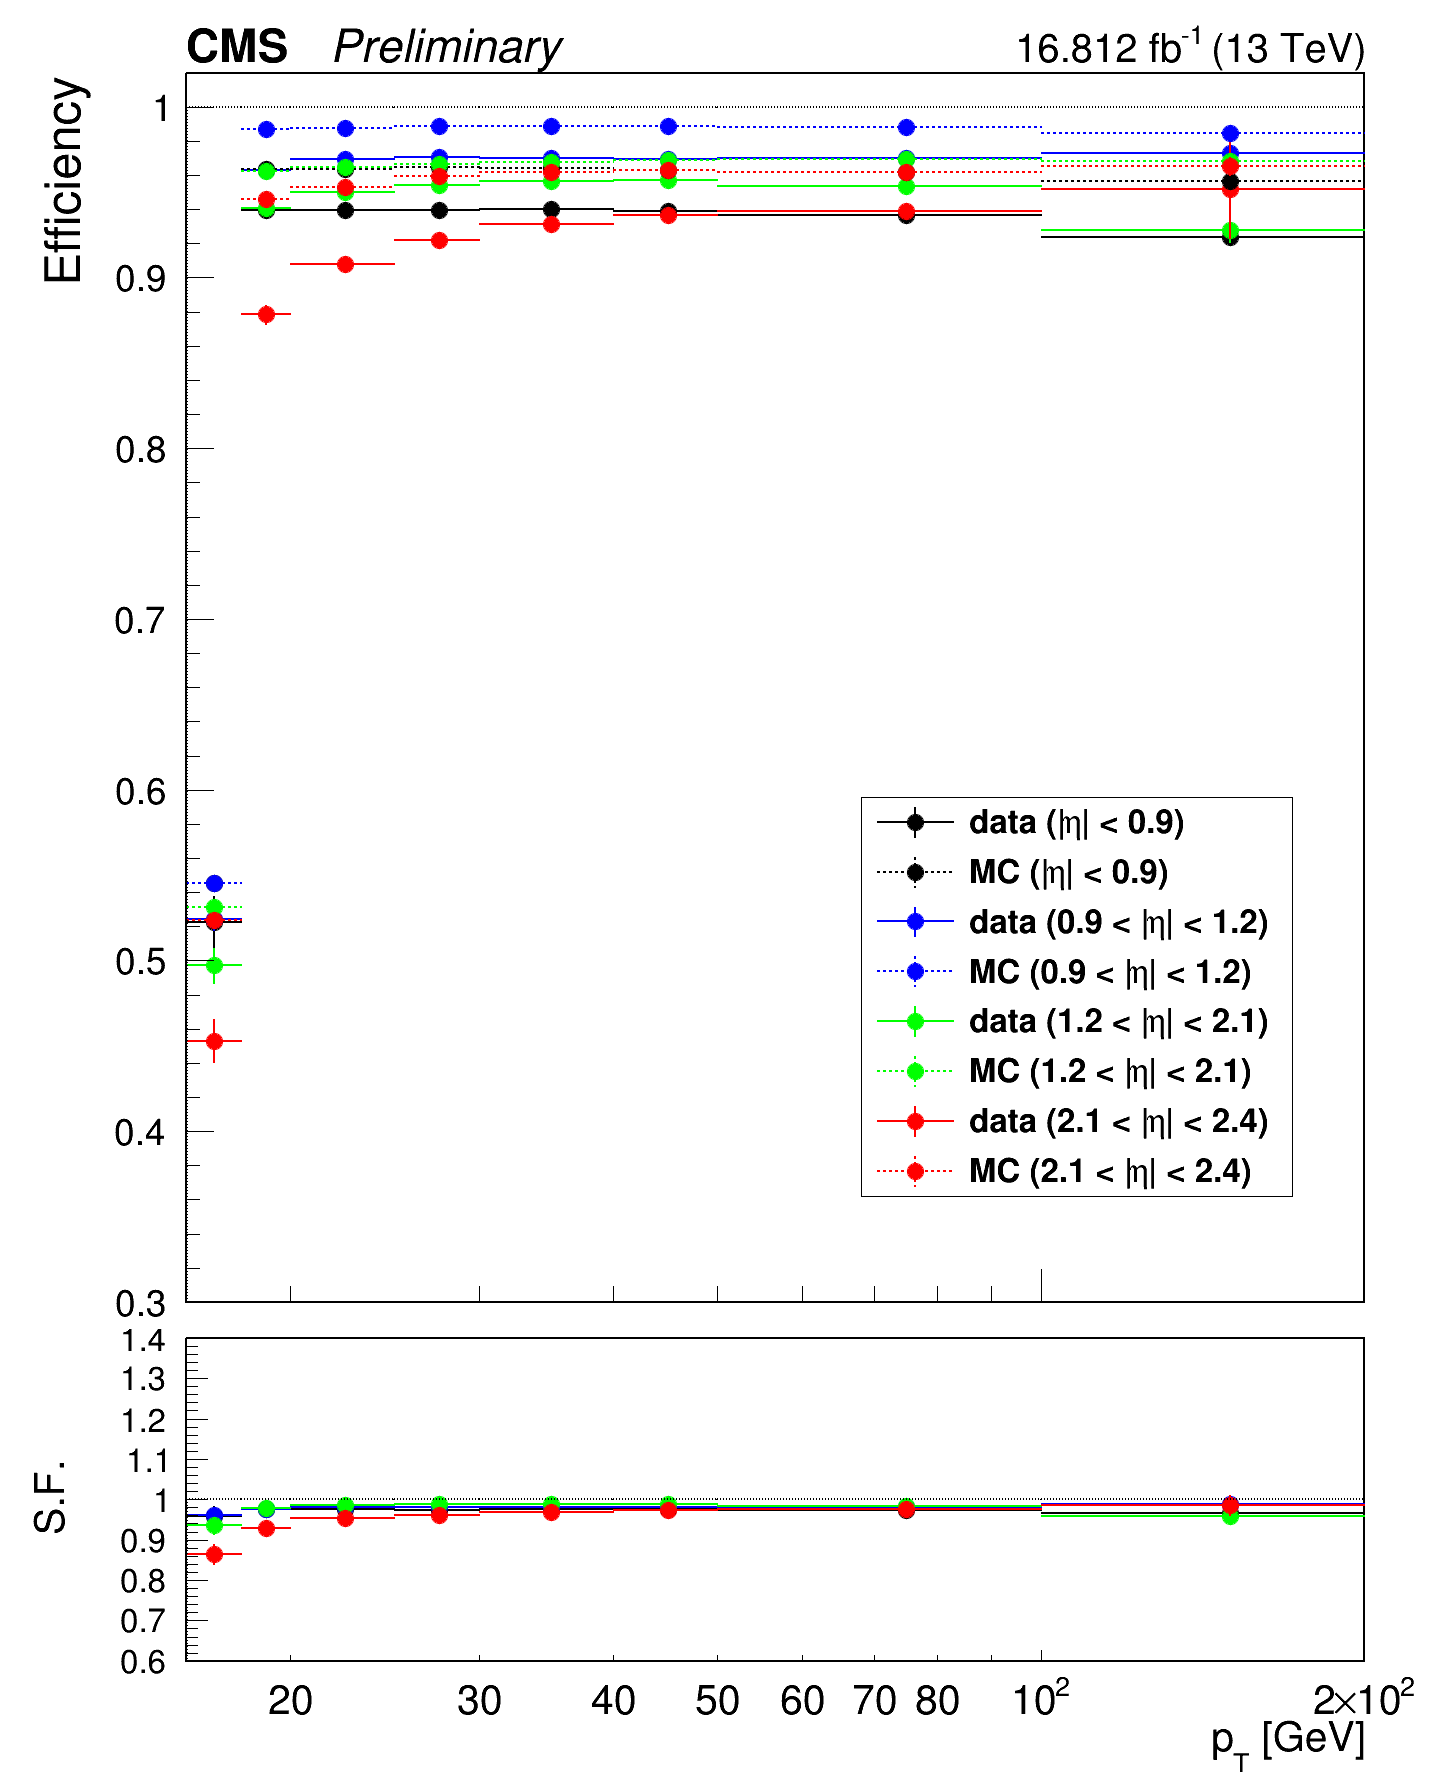 CMS Preliminary 16.812 fb⁻¹ (13 TeV)
Efficiency
1
0.9
0.8
0.7
0.6
0.5
0.4
0.3
data (|η| < 0.9)
MC (|η| < 0.9)
data (0.9 < |η| < 1.2)
MC (0.9 < |η| < 1.2)
data (1.2 < |η| < 2.1)
MC (1.2 < |η| < 2.1)
data (2.1 < |η| < 2.4)
MC (2.1 < |η| < 2.4)
S.F.
1.4
1.3
1.2
1.1
1
0.9
0.8
0.7
0.6
20 30 40 50 60 70 80 10² 2×10²
p_T [GeV]